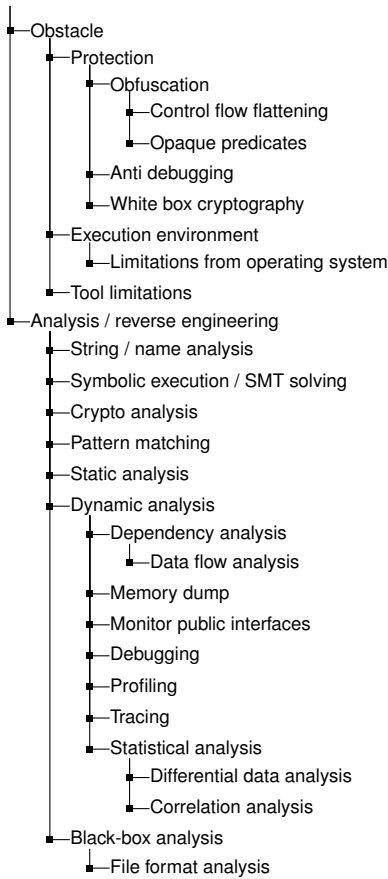 Obstacle
Protection
Obfuscation
Control flow flattening
Opaque predicates
Anti debugging
White box cryptography
Execution environment
Limitations from operating system
Tool limitations
Analysis / reverse engineering
String / name analysis
Symbolic execution / SMT solving
Crypto analysis
Pattern matching
Static analysis
Dynamic analysis
Dependency analysis
Data flow analysis
Memory dump
Monitor public interfaces
Debugging
Profiling
Tracing
Statistical analysis
Differential data analysis
Correlation analysis
Black-box analysis
File format analysis